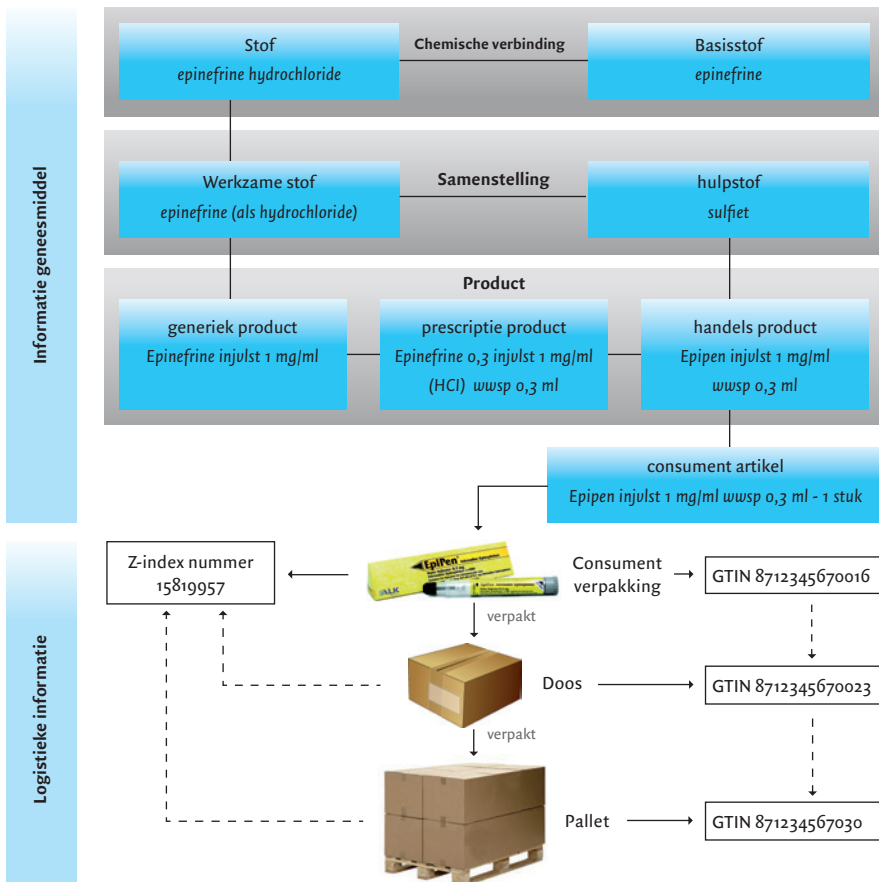 Informatie geneesmiddel
Stof
epinefrine hydrochloride
Chemische verbinding
Basisstof
epinefrine
Werkzame stof
epinefrine (als hydrochloride)
Samenstelling
hulpstof
sulfiet
Product
generiek product
Epinefrine injvlst 1 mg/ml
prescriptie product
Epinefrine 0,3 injvlst 1 mg/ml
(HCI) wwsp 0,3 ml
handels product
Epipen injvlst 1 mg/ml
wwsp 0,3 ml
consument artikel
Epipen injvlst 1 mg/ml wwsp 0,3 ml - 1 stuk
Logistieke informatie
Z-index nummer
15819957
EpiPen
ALK
Consument
verpakking
GTIN 8712345670016
verpakt
Doos
GTIN 8712345670023
verpakt
Pallet
GTIN 871234567030